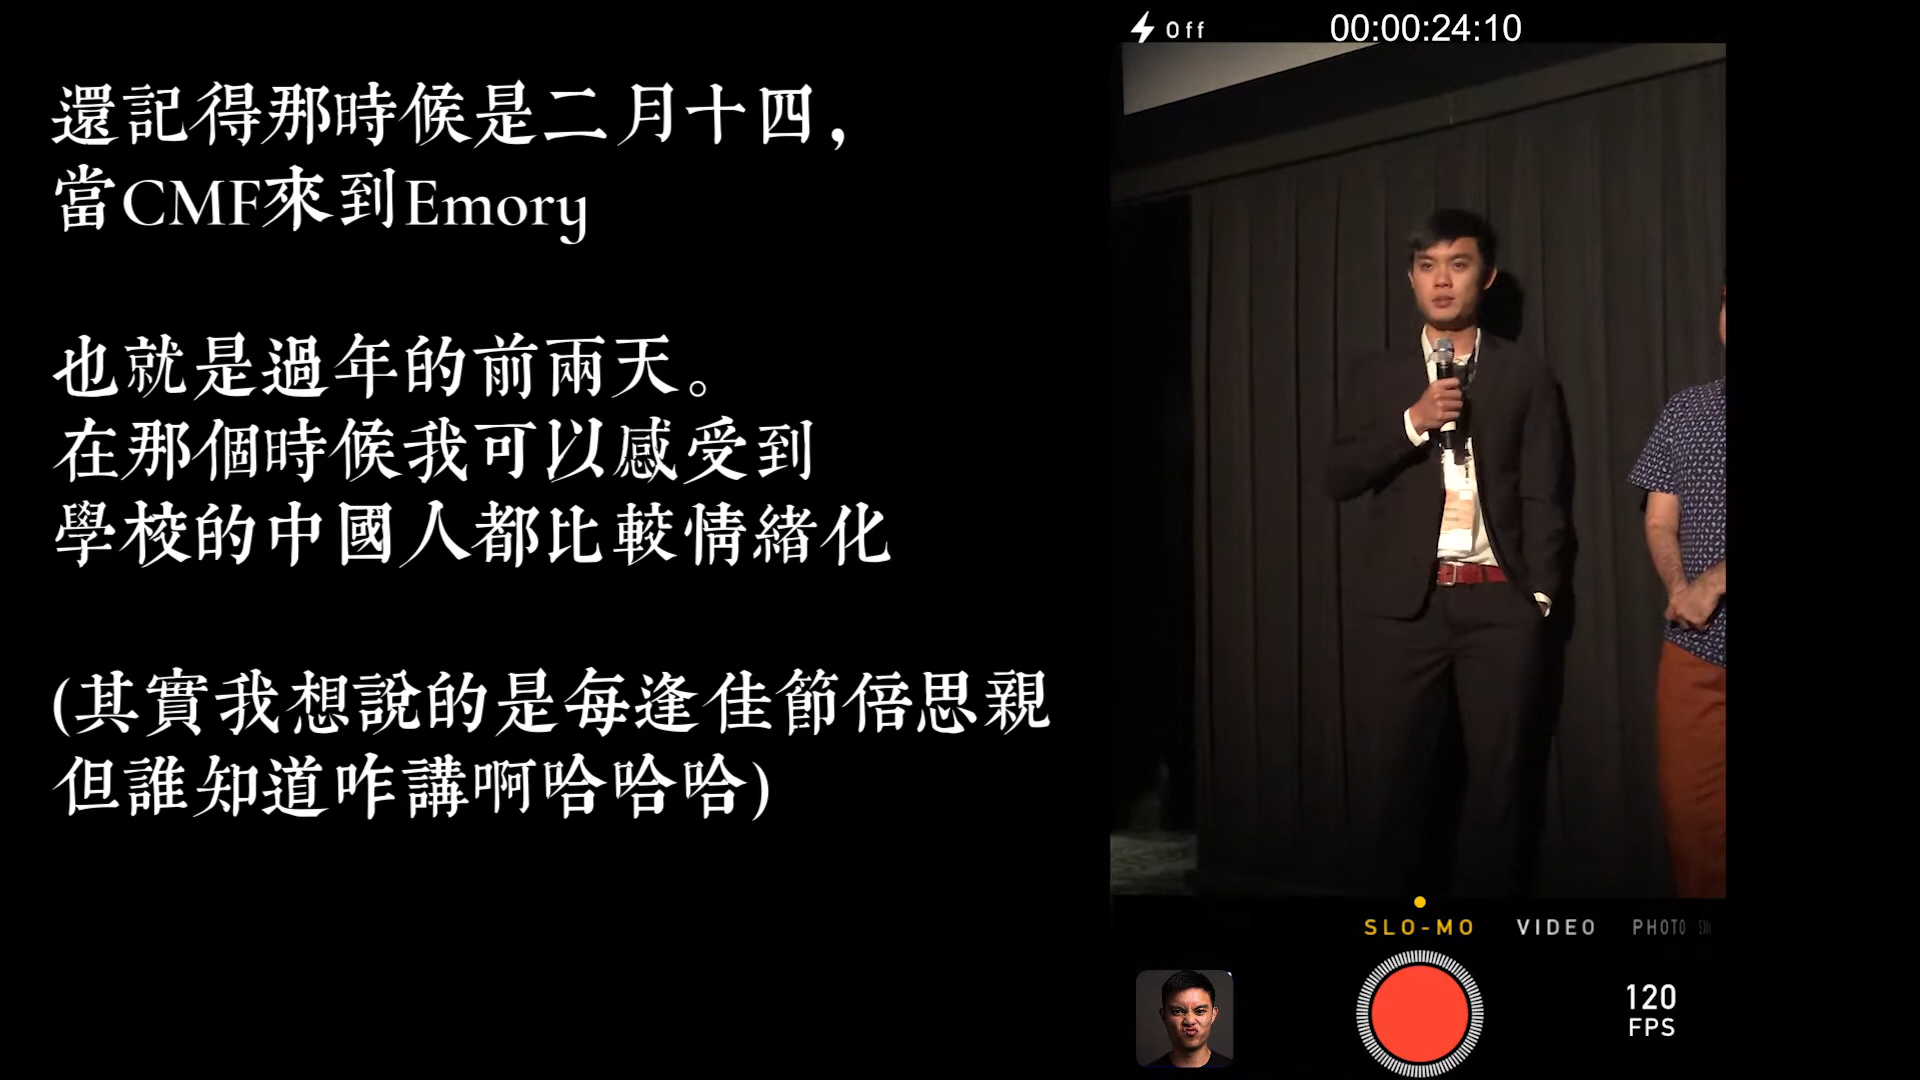 還記得那時候是二月十四，
當CMF來到Emory
也就是過年的前兩天。
在那個時候我可以感受到
學校的中國人都比較情緒化
(其實我想說的是每逢佳節倍思親
但誰知道咋講啊哈哈哈)
Off
00:00:24:10
SLO-MO VIDEO PHOTO
120
FPS